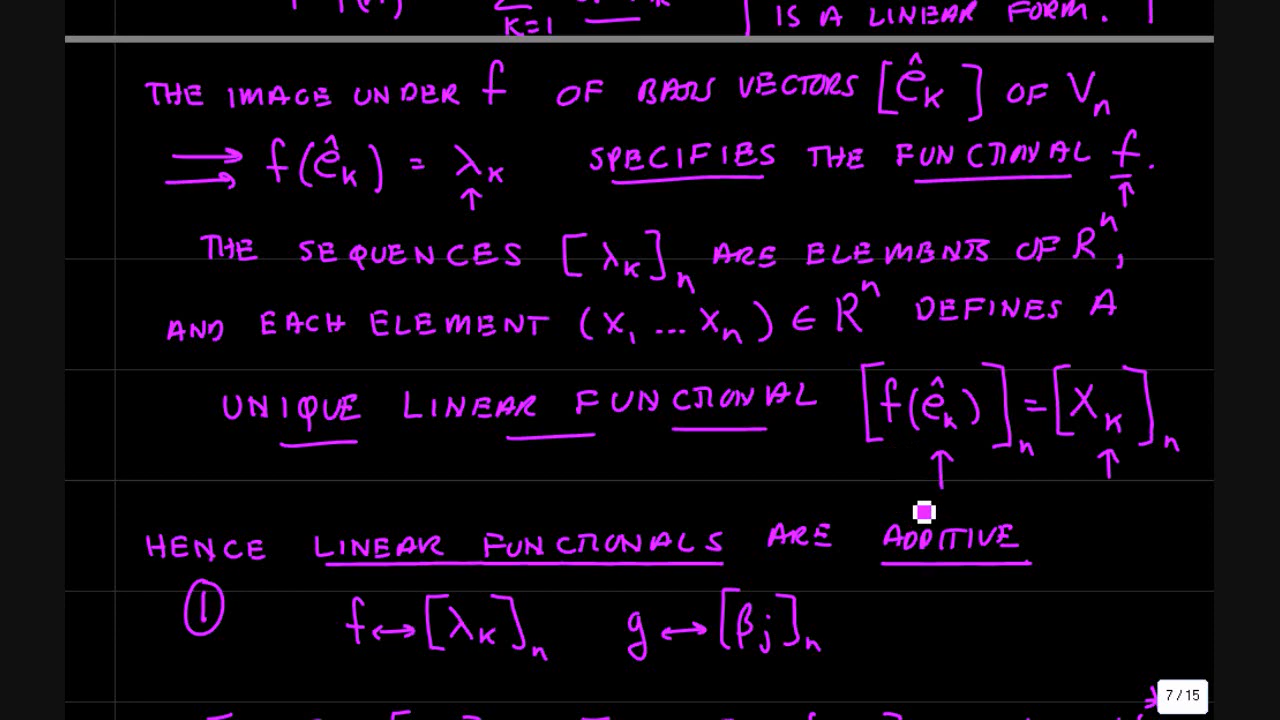 K=1
IS A LINEAR FORM.
THE IMAGE UNDER f OF BASIS VECTORS [ê_k] OF V_n
⇒ f(ê_k) = λ_k SPECIFIES THE FUNCTIONAL f.
THE SEQUENCES [λ_k]_n ARE ELEMENTS OF R^n,
AND EACH ELEMENT (x_1 ... x_n) ∈ R^n DEFINES A
UNIQUE LINEAR FUNCTIONAL [f(ê_k)]_n = [x_k]_n
HENCE LINEAR FUNCTIONALS ARE ADDITIVE
① f ↔ [λ_k]_n g ↔ [β_j]_n
7 / 15